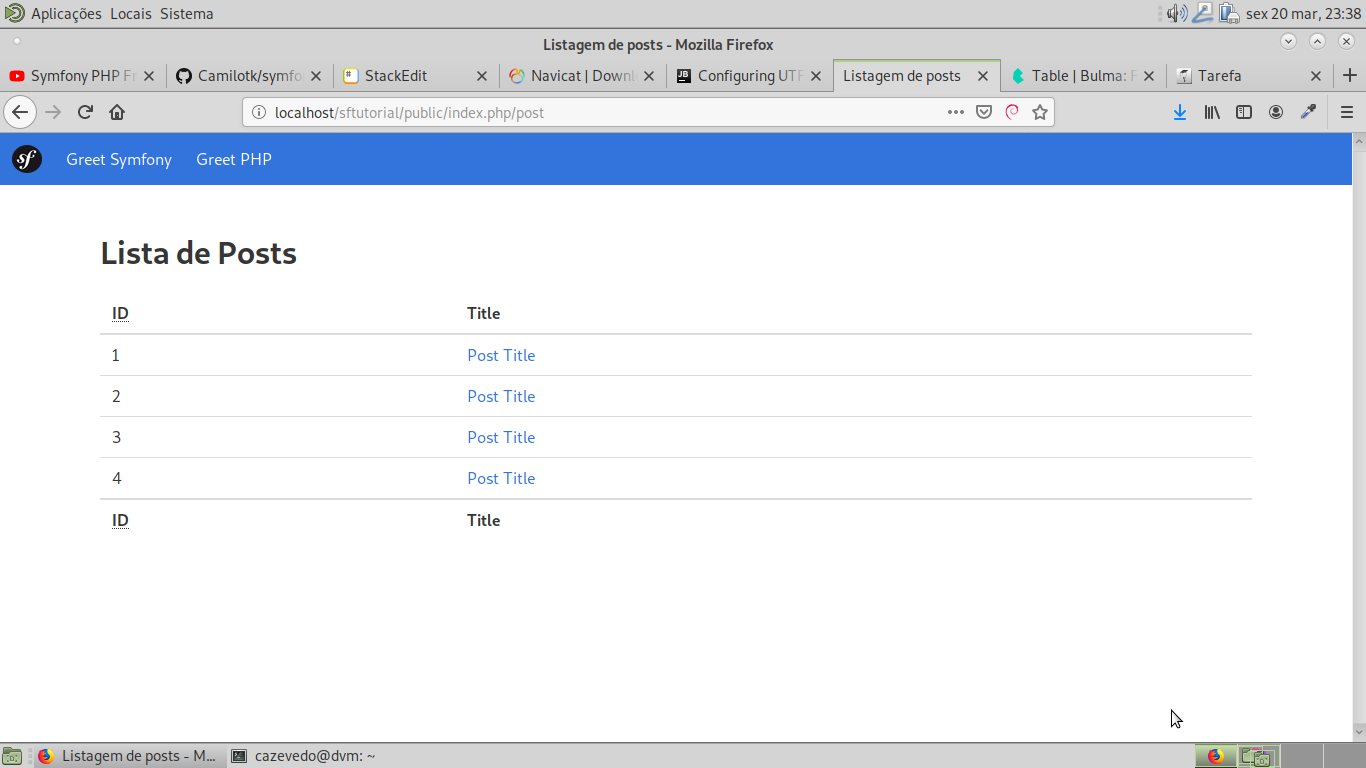 Aplicações Locais Sistema sex 20 mar, 23:38
Listagem de posts - Mozilla Firefox
Symfony PHP Fr Camilotk/symfo StackEdit Navicat | Downl Configuring UTF Listagem de posts Table | Bulma: F Tarefa
localhost/sftutorial/public/index.php/post
sf Greet Symfony Greet PHP
Lista de Posts
ID Title
1 Post Title
2 Post Title
3 Post Title
4 Post Title
ID Title
Listagem de posts - M... cazevedo@dvm: ~